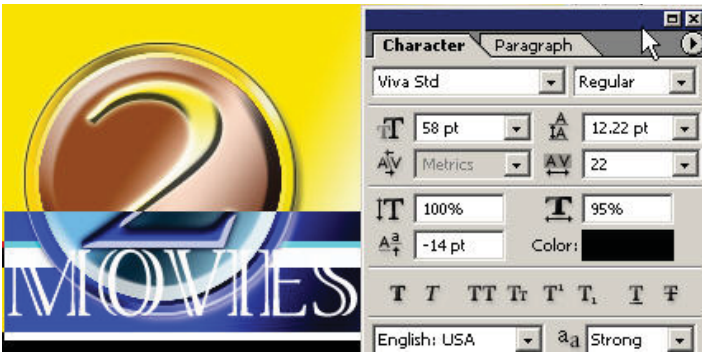 2
MOVIES
Character Paragraph
Viva Std Regular
58 pt 12.22 pt
Metrics 22
100% 95%
-14 pt Color:
T T TT Tt T¹ T₁ T T
English: USA aa Strong